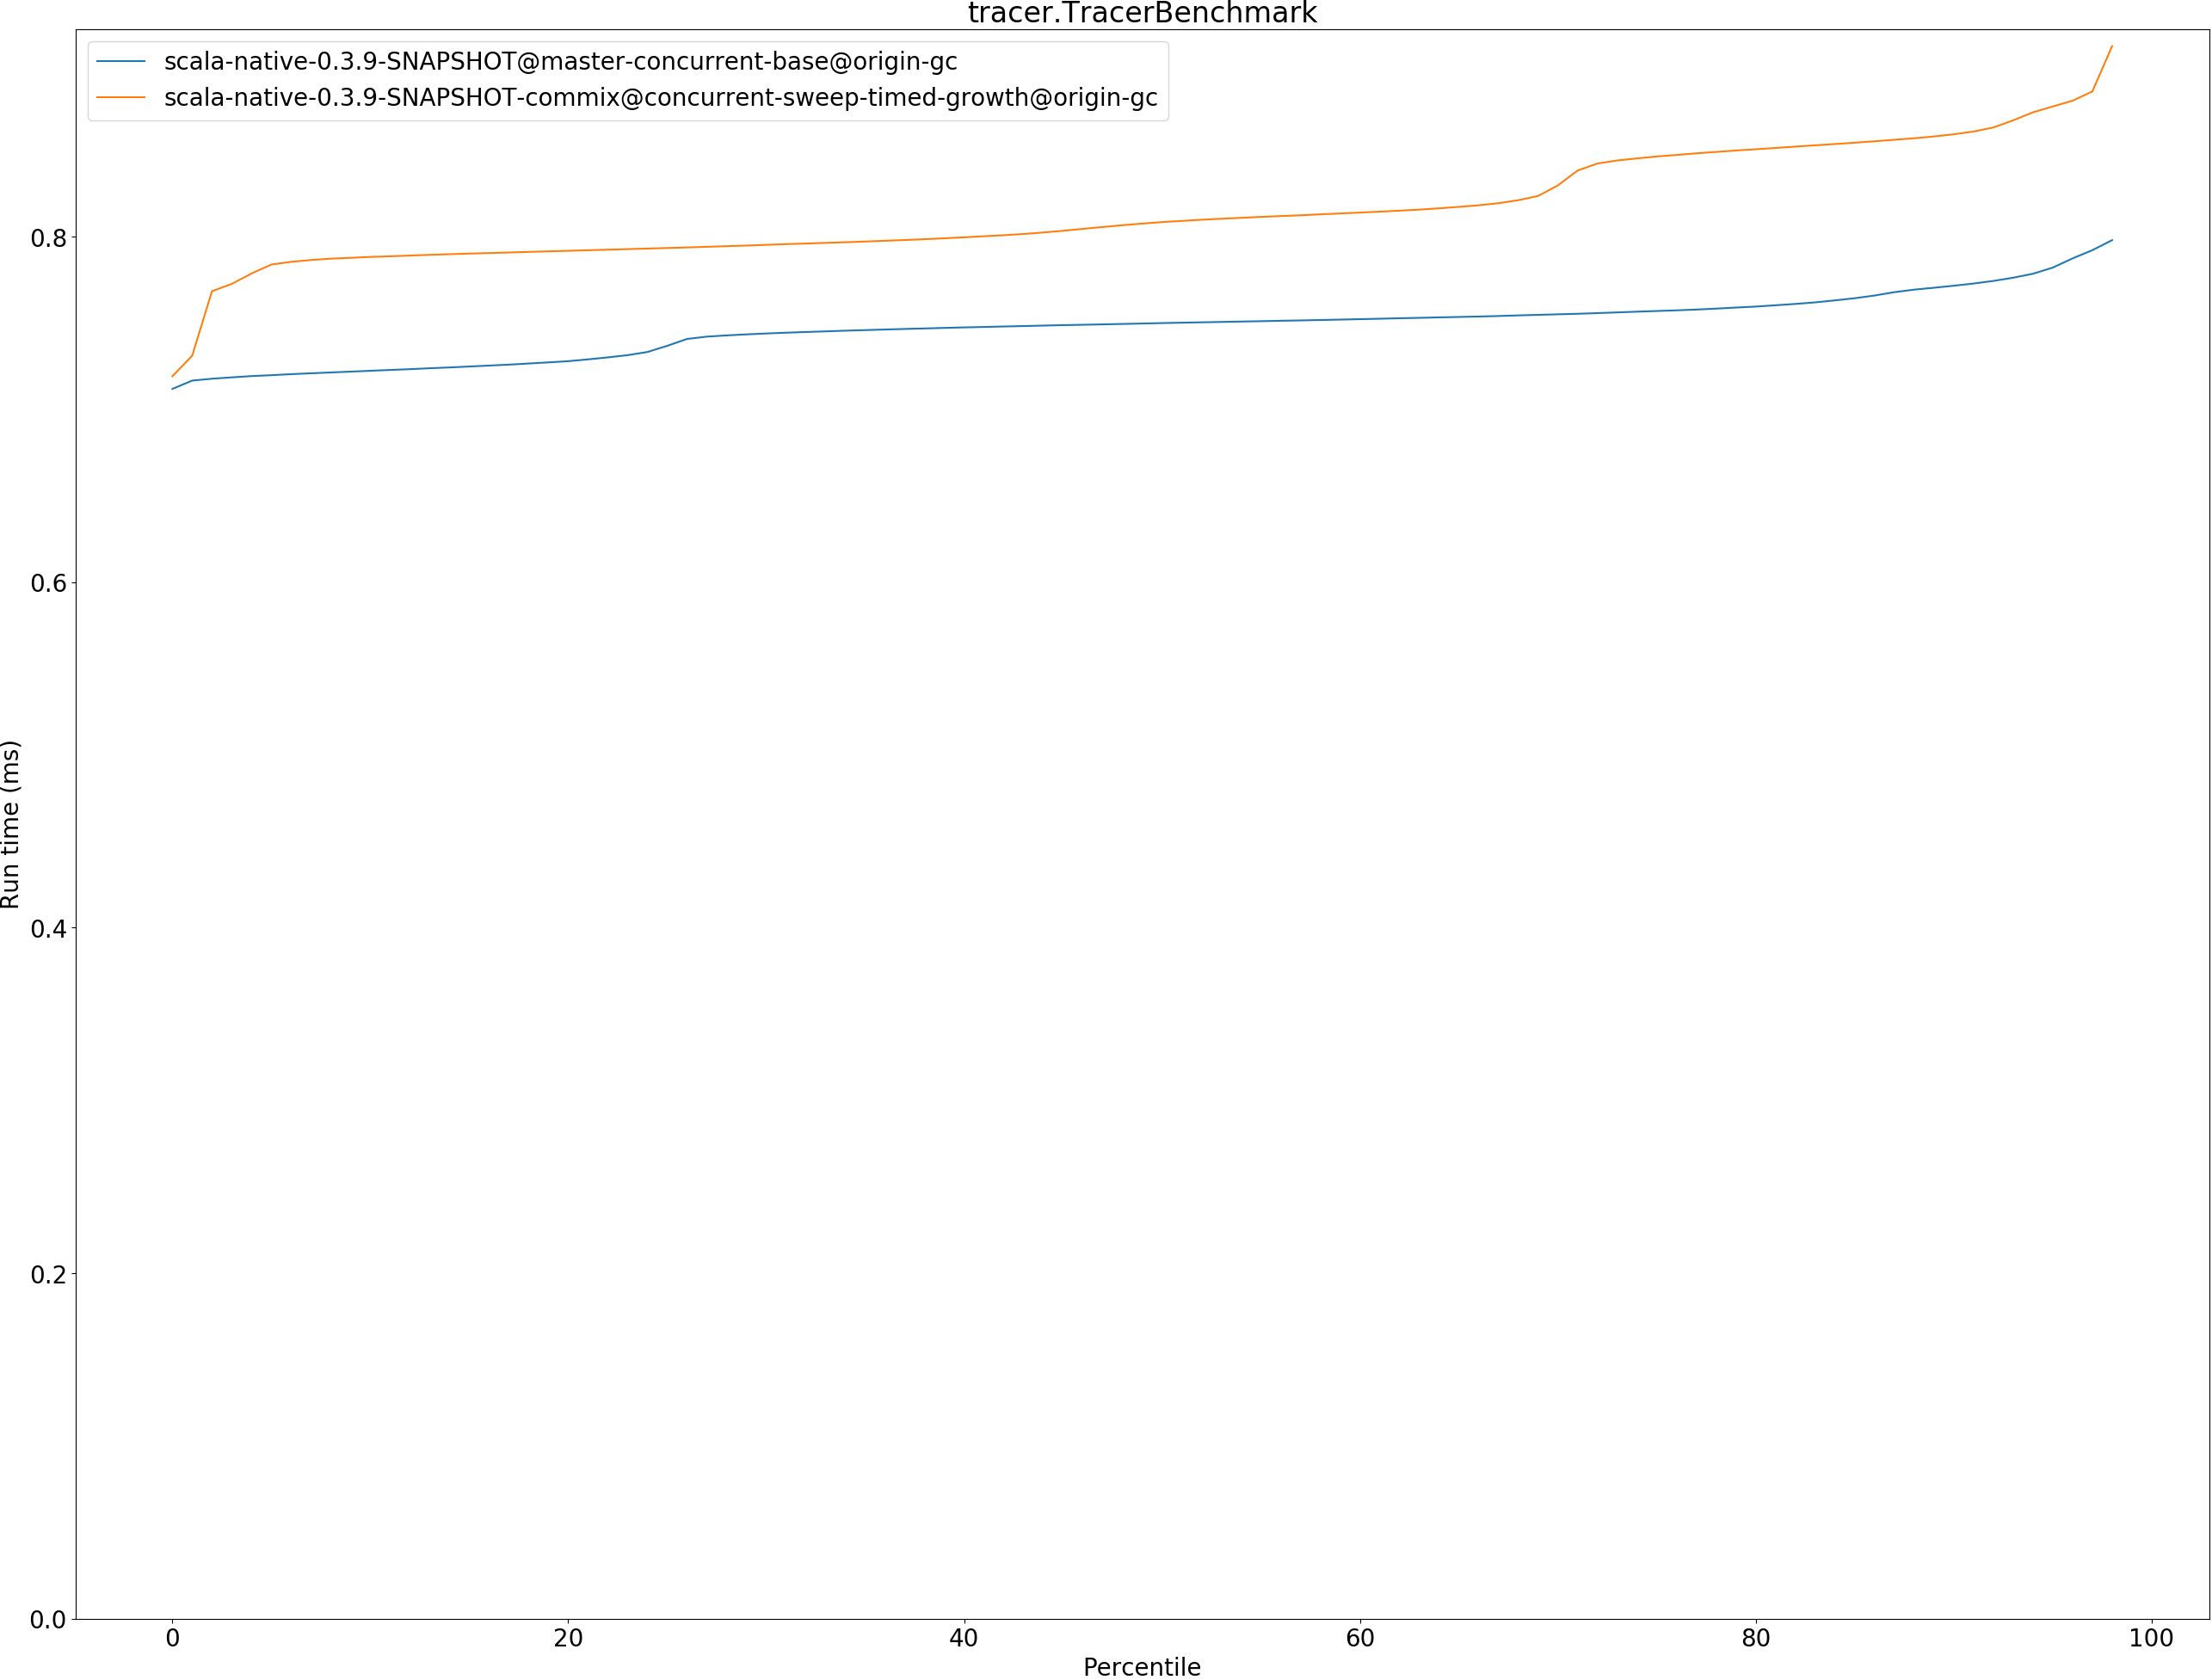 tracer.TracerBenchmark
scala-native-0.3.9-SNAPSHOT@master-concurrent-base@origin-gc
scala-native-0.3.9-SNAPSHOT-commix@concurrent-sweep-timed-growth@origin-gc
Run time (ms)
0.8
0.6
0.4
0.2
0.0
0 20 40 60 80 100
Percentile